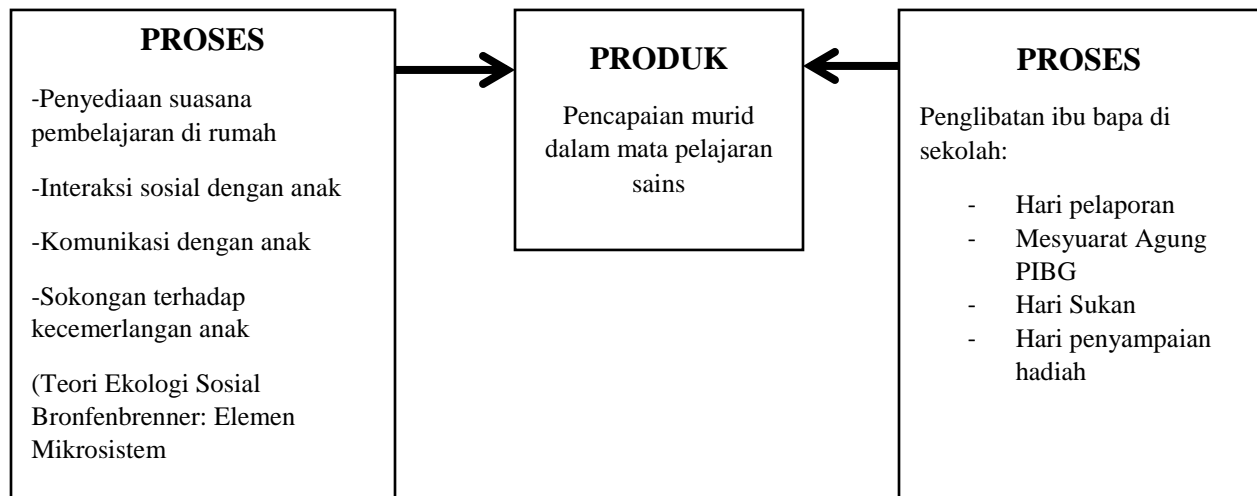 PROSES
-Penyediaan suasana
pembelajaran di rumah
-Interaksi sosial dengan anak
-Komunikasi dengan anak
-Sokongan terhadap
kecemerlangan anak
(Teori Ekologi Sosial
Bronfenbrenner: Elemen
Mikrosistem
PRODUK
Pencapaian murid
dalam mata pelajaran
sains
PROSES
Penglibatan ibu bapa di
sekolah:
- Hari pelaporan
- Mesyuarat Agung
PIBG
- Hari Sukan
- Hari penyampaian
hadiah